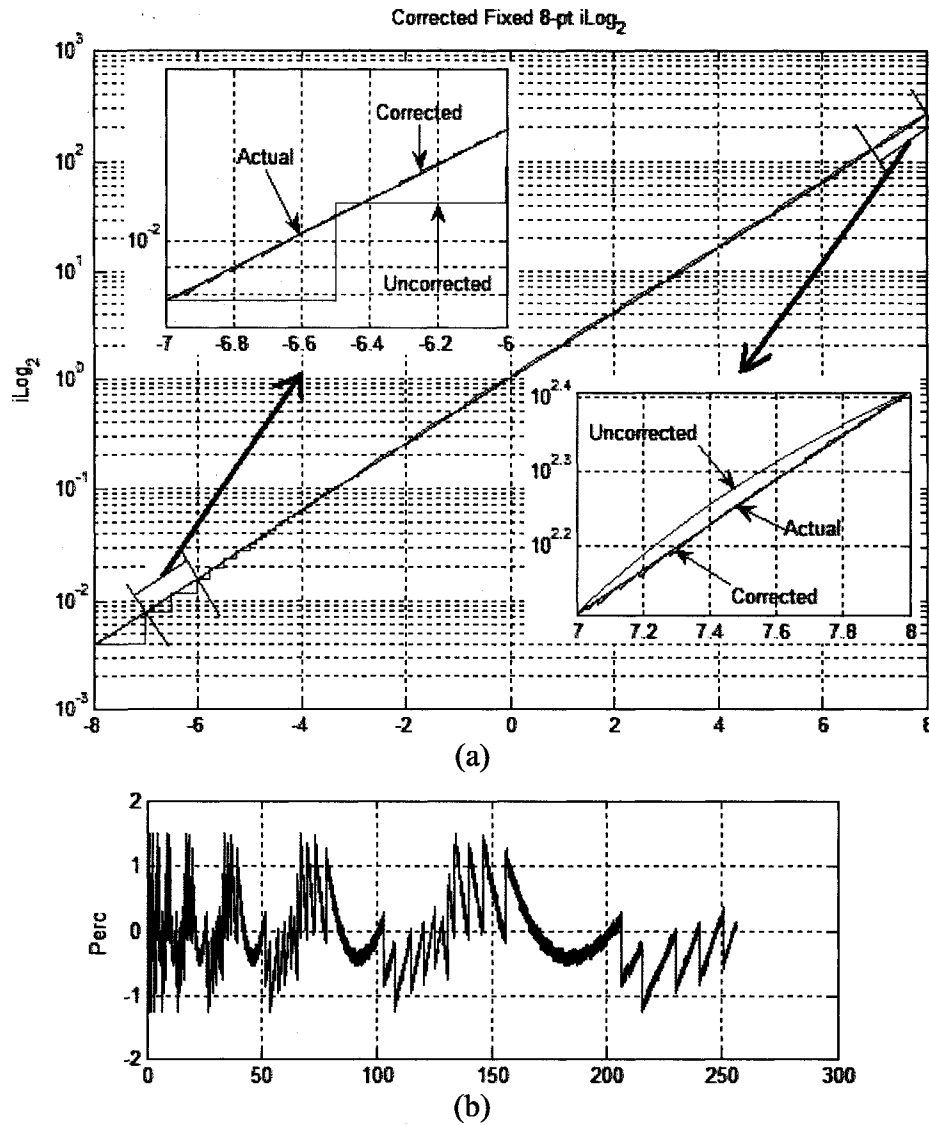 Corrected Fixed 8-pt iLog2
10^3
10^2
10^1
10^0
10^-1
10^-2
10^-3
iLog2
-8 -6 -4 -2 0 2 4 6 8
Corrected
Actual
10^-2
Uncorrected
-7 -6.8 -6.6 -6.4 -6.2 -6
10^2.4
Uncorrected
10^2.3
Actual
10^2.2
Corrected
7 7.2 7.4 7.6 7.8 8
(a)
2
1
0
-1
-2
Perc
0 50 100 150 200 250 300
(b)